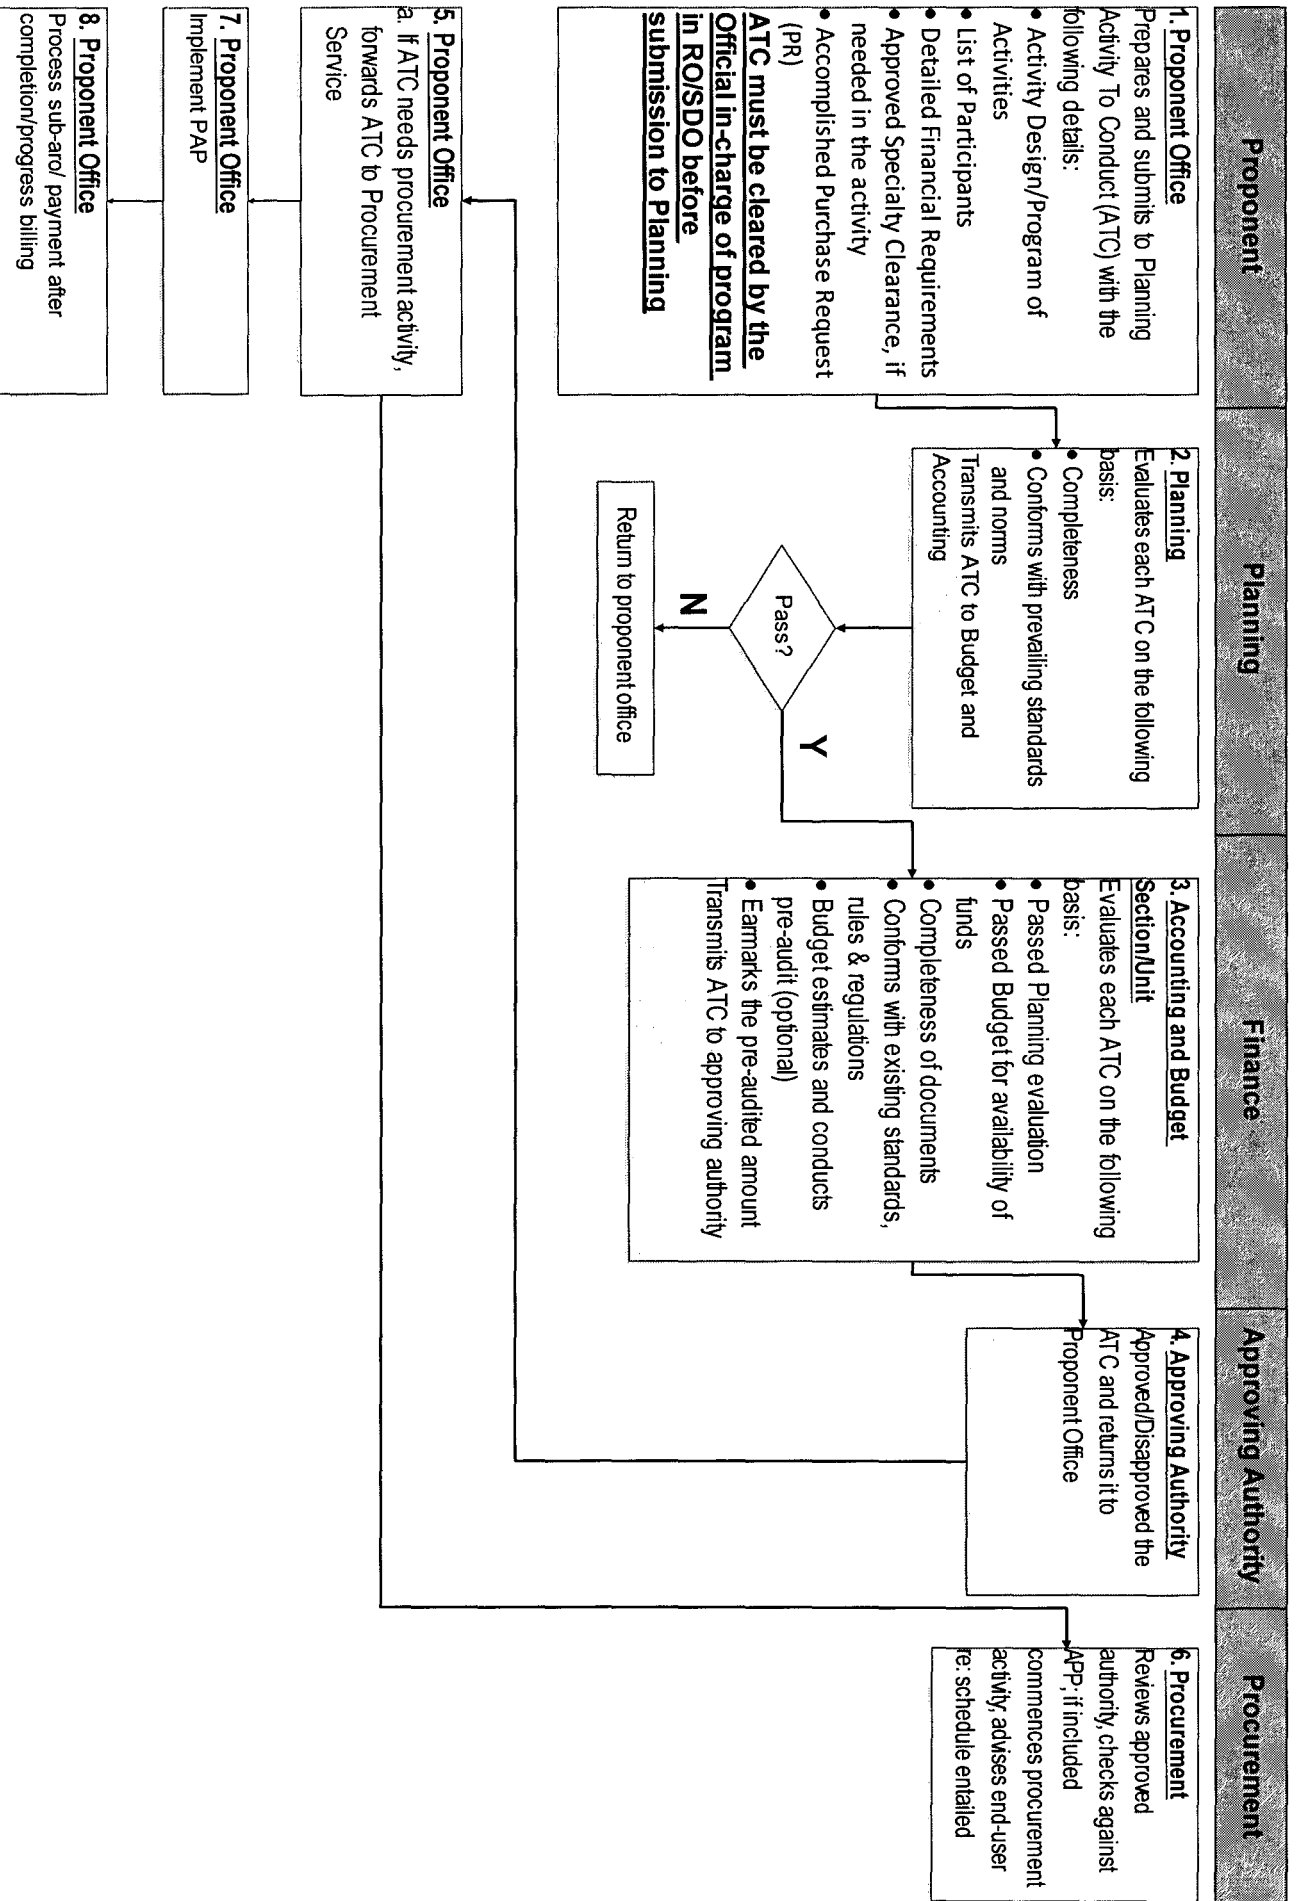 Proponent
Planning
Finance
Approving Authority
Procurement
1. Proponent Office
Prepares and submits to Planning
Activity To Conduct (ATC) with the
following details:
• Activity Design/Program of
Activities
• List of Participants
• Detailed Financial Requirements
• Approved Specialty Clearance, if
needed in the activity
• Accomplished Purchase Request
(PR)
ATC must be cleared by the
Official in-charge of program
in RO/SDO before
submission to Planning
2. Planning
Evaluates each ATC on the following
basis:
• Completeness
• Conforms with prevailing standards
and norms
Transmits ATC to Budget and
Accounting
Pass?
Y
N
Return to proponent office
3. Accounting and Budget
Section/Unit
Evaluates each ATC on the following
basis:
• Passed Planning evaluation
• Passed Budget for availability of
funds
• Completeness of documents
• Conforms with existing standards,
rules & regulations
• Budget estimates and conducts
pre-audit (optional)
• Earmarks the pre-audited amount
Transmits ATC to approving authority
4. Approving Authority
Approved/Disapproved the
ATC and returns it to
Proponent Office
5. Proponent Office
a. If ATC needs procurement activity,
forwards ATC to Procurement
Service
6. Procurement
Reviews approved
authority, checks against
APP; if included
commences procurement
activity, advises end-user
re: schedule entailed
7. Proponent Office
Implement PAP
8. Proponent Office
Process sub-aro/ payment after
completion/progress billing